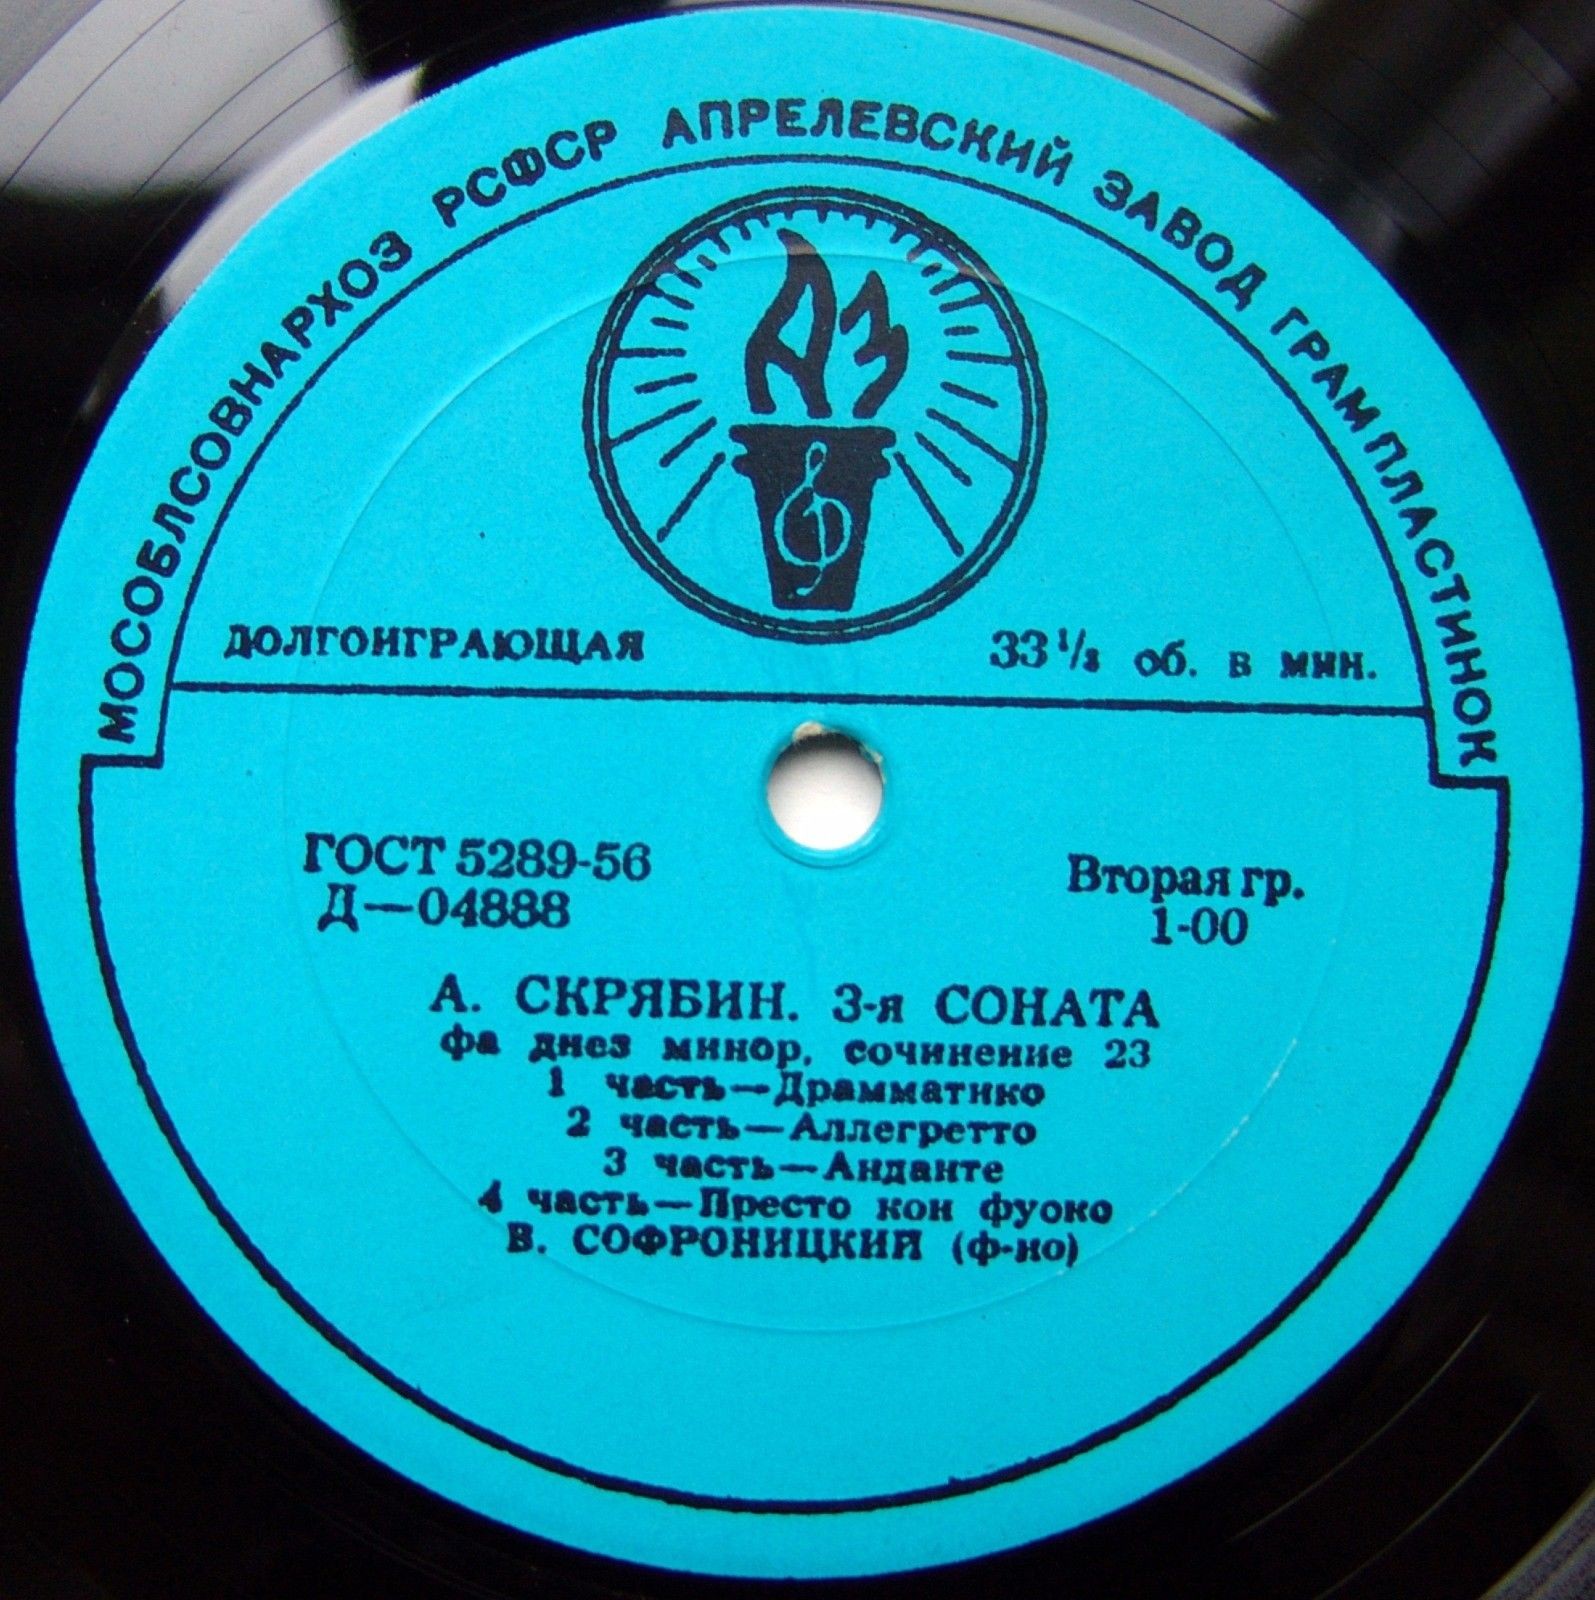 МОСОБЛСОВНАРХОЗ РСФСР АПРЕЛЕВСКИЙ ЗАВОД ГРАМПЛАСТИНОК
АЗ
ДОЛГОИГРАЮЩАЯ 33 1/3 об. в мин.
ГОСТ 5289-56 Вторая гр.
Д—04888 1-00
А. СКРЯБИН. 3-я СОНАТА
фа диез минор, сочинение 23
1 часть—Драмматико
2 часть—Аллегретто
3 часть—Анданте
4 часть—Престо кон фуоко
В. СОФРОНИЦКИЙ (ф-но)